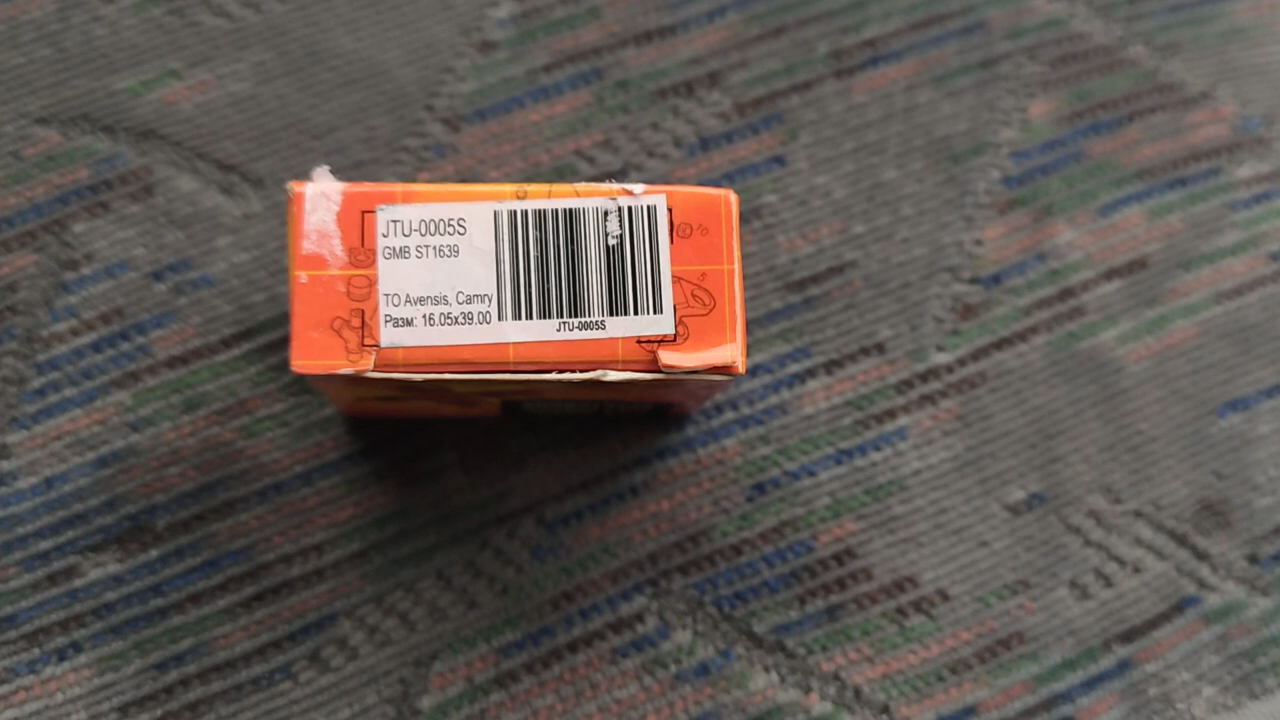 JTU-0005S
GMB ST1639
TO Avensis, Camry
Разм: 16.05x39.00
JTU-0005S